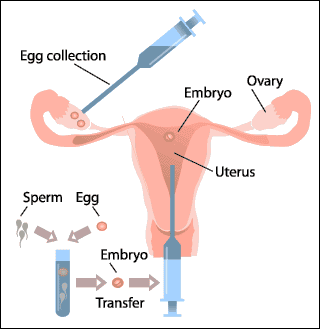 Egg collection
Ovary
Embryo
Uterus
Sperm
Egg
Embryo
Transfer